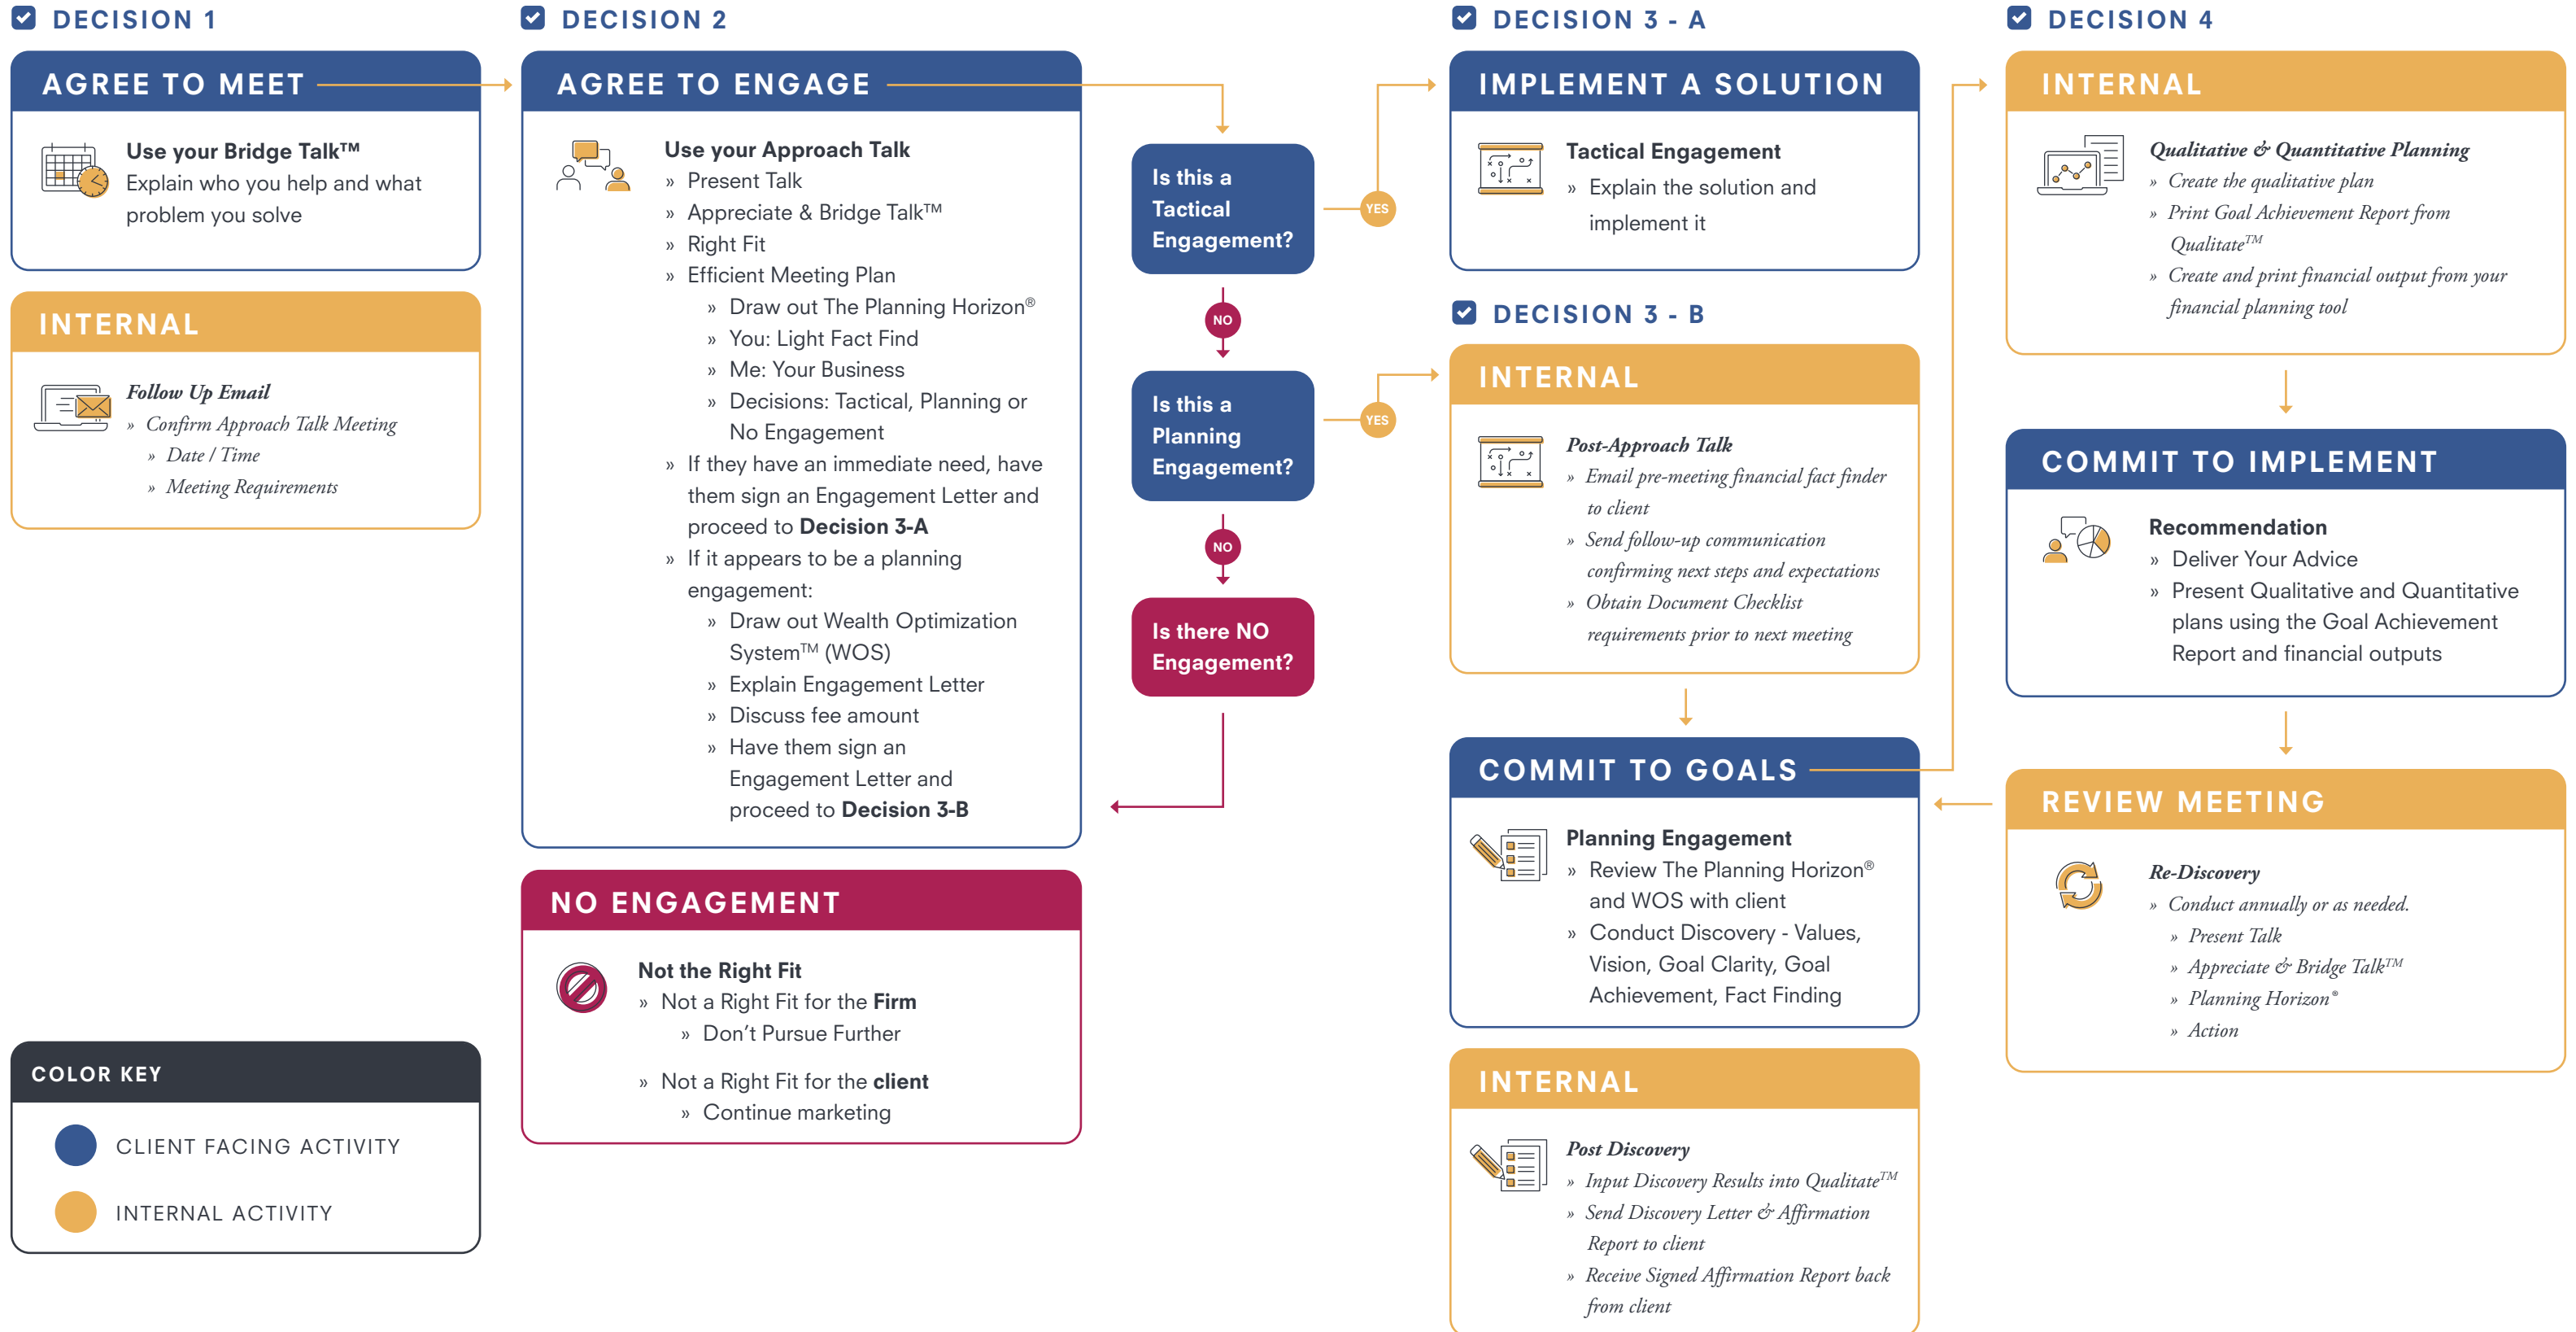 DECISION 1
AGREE TO MEET
Use your Bridge Talk™
Explain who you help and what
problem you solve
INTERNAL
Follow Up Email
» Confirm Approach Talk Meeting
» Date / Time
» Meeting Requirements
COLOR KEY
CLIENT FACING ACTIVITY
INTERNAL ACTIVITY
DECISION 2
AGREE TO ENGAGE
Use your Approach Talk
» Present Talk
» Appreciate & Bridge Talk™
» Right Fit
» Efficient Meeting Plan
» Draw out The Planning Horizon®
» You: Light Fact Find
» Me: Your Business
» Decisions: Tactical, Planning or
No Engagement
» If they have an immediate need, have
them sign an Engagement Letter and
proceed to Decision 3-A
» If it appears to be a planning
engagement:
» Draw out Wealth Optimization
System™ (WOS)
» Explain Engagement Letter
» Discuss fee amount
» Have them sign an
Engagement Letter and
proceed to Decision 3-B
NO ENGAGEMENT
Not the Right Fit
» Not a Right Fit for the Firm
» Don't Pursue Further
» Not a Right Fit for the client
» Continue marketing
Is this a
Tactical
Engagement?
YES
NO
Is this a
Planning
Engagement?
YES
NO
Is there NO
Engagement?
DECISION 3 - A
IMPLEMENT A SOLUTION
Tactical Engagement
» Explain the solution and
implement it
DECISION 3 - B
INTERNAL
Post-Approach Talk
» Email pre-meeting financial fact finder
to client
» Send follow-up communication
confirming next steps and expectations
» Obtain Document Checklist
requirements prior to next meeting
COMMIT TO GOALS
Planning Engagement
» Review The Planning Horizon®
and WOS with client
» Conduct Discovery - Values,
Vision, Goal Clarity, Goal
Achievement, Fact Finding
INTERNAL
Post Discovery
» Input Discovery Results into Qualitate™
» Send Discovery Letter & Affirmation
Report to client
» Receive Signed Affirmation Report back
from client
DECISION 4
INTERNAL
Qualitative & Quantitative Planning
» Create the qualitative plan
» Print Goal Achievement Report from
Qualitate™
» Create and print financial output from your
financial planning tool
COMMIT TO IMPLEMENT
Recommendation
» Deliver Your Advice
» Present Qualitative and Quantitative
plans using the Goal Achievement
Report and financial outputs
REVIEW MEETING
Re-Discovery
» Conduct annually or as needed.
» Present Talk
» Appreciate & Bridge Talk™
» Planning Horizon®
» Action